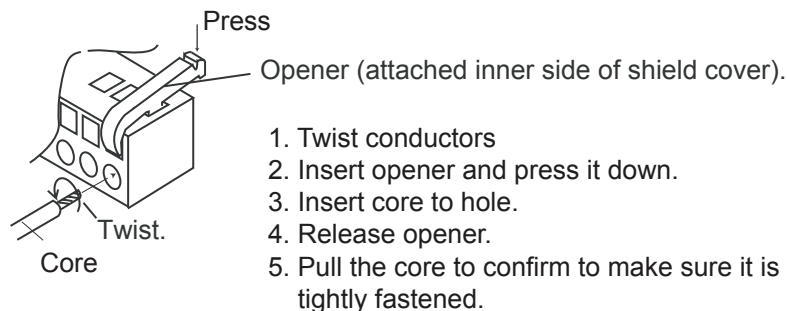 Press
Opener (attached inner side of shield cover).
1. Twist conductors
2. Insert opener and press it down.
3. Insert core to hole.
4. Release opener.
5. Pull the core to confirm to make sure it is
tightly fastened.
Twist.
Core